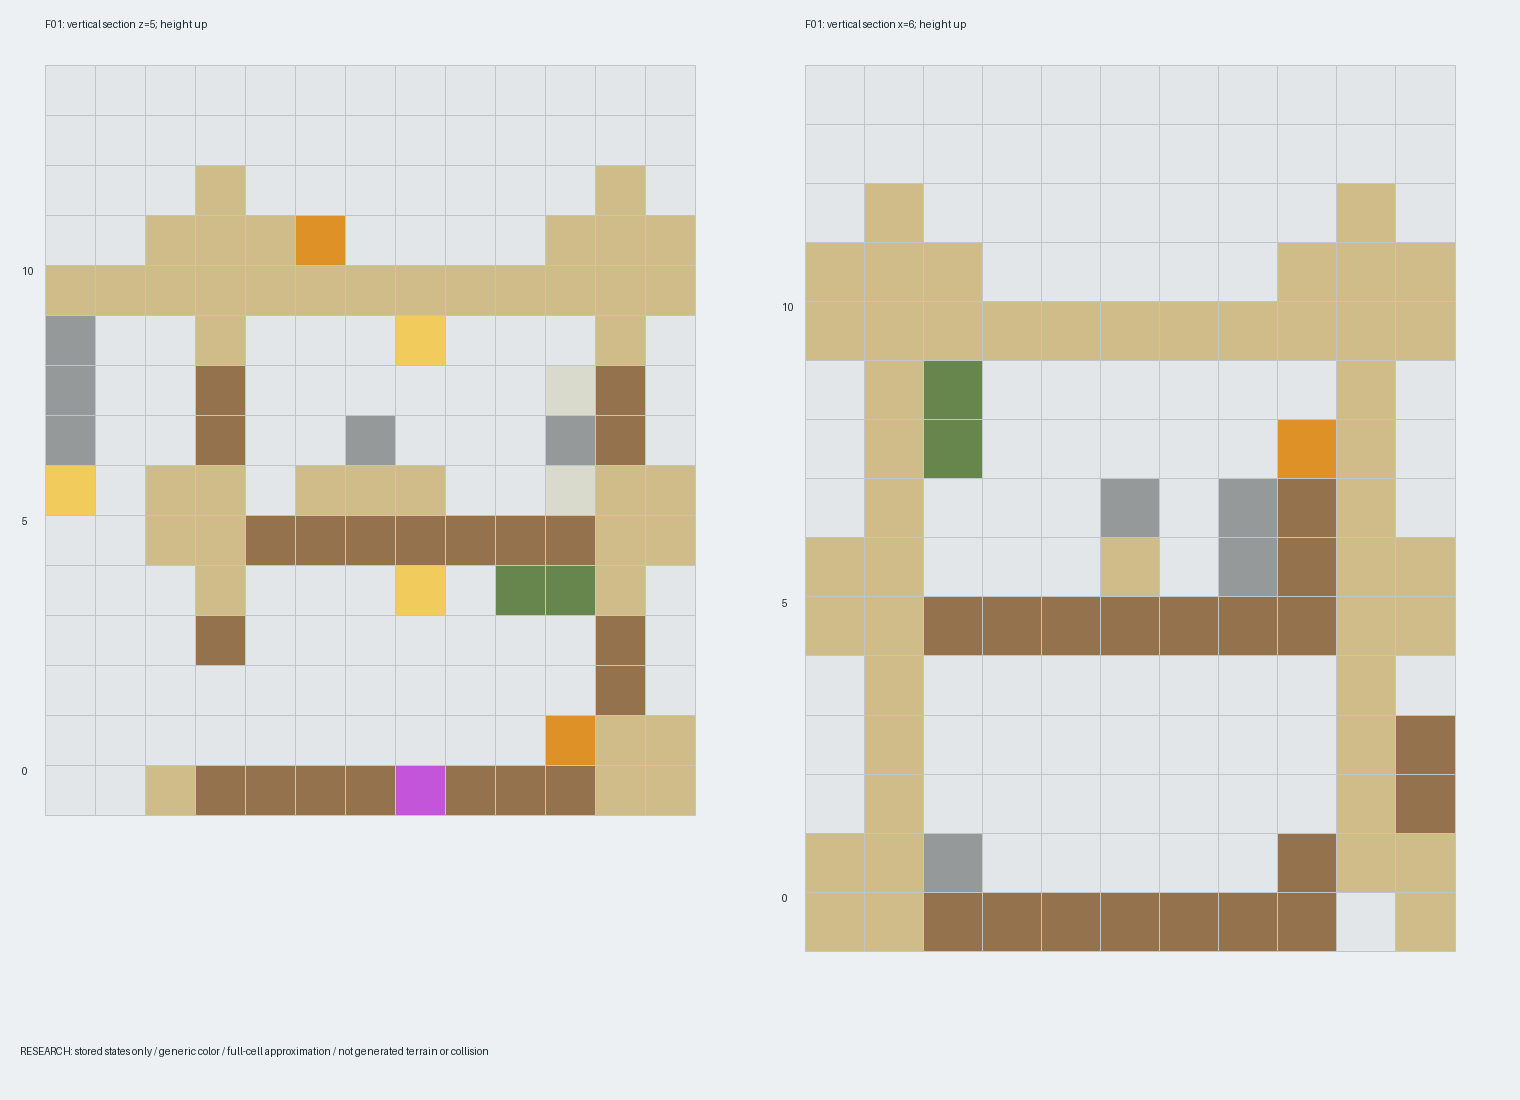 F01: vertical section z=5; height up
F01: vertical section x=6; height up
10
5
0
10
5
0
RESEARCH: stored states only / generic color / full-cell approximation / not generated terrain or collision